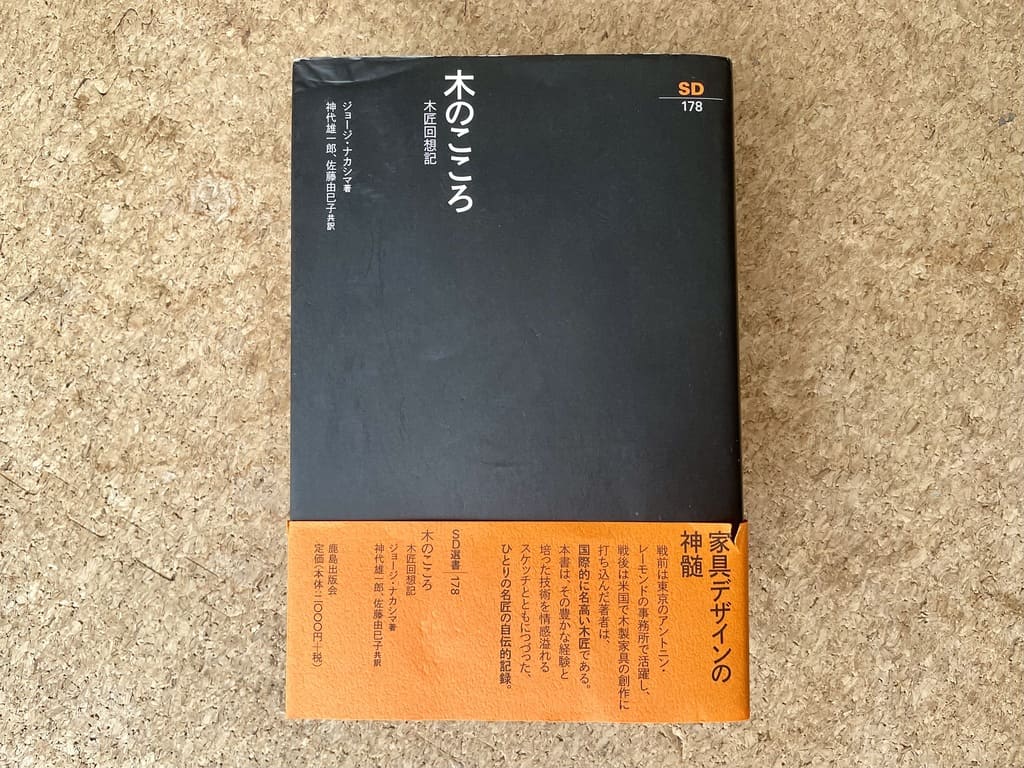 SD
178
木のこころ
木匠回想記
ジョージ・ナカシマ著
神代雄一郎、佐藤由巳子共訳
家具デザインの
神髄
戦前は東京のアントニン・
レーモンドの事務所で活躍し、
戦後は米国で木製家具の創作に
打ち込んだ著者は、
国際的に名高い木匠である。
本書は、その豊かな経験と
培った技術を情感溢れる
スケッチとともにつづった、
ひとりの名匠の自伝的記録。
SD選書 178
木のこころ
木匠回想記
ジョージ・ナカシマ著
神代雄一郎、佐藤由巳子共訳
鹿島出版会
定価(本体二〇〇〇円+税)